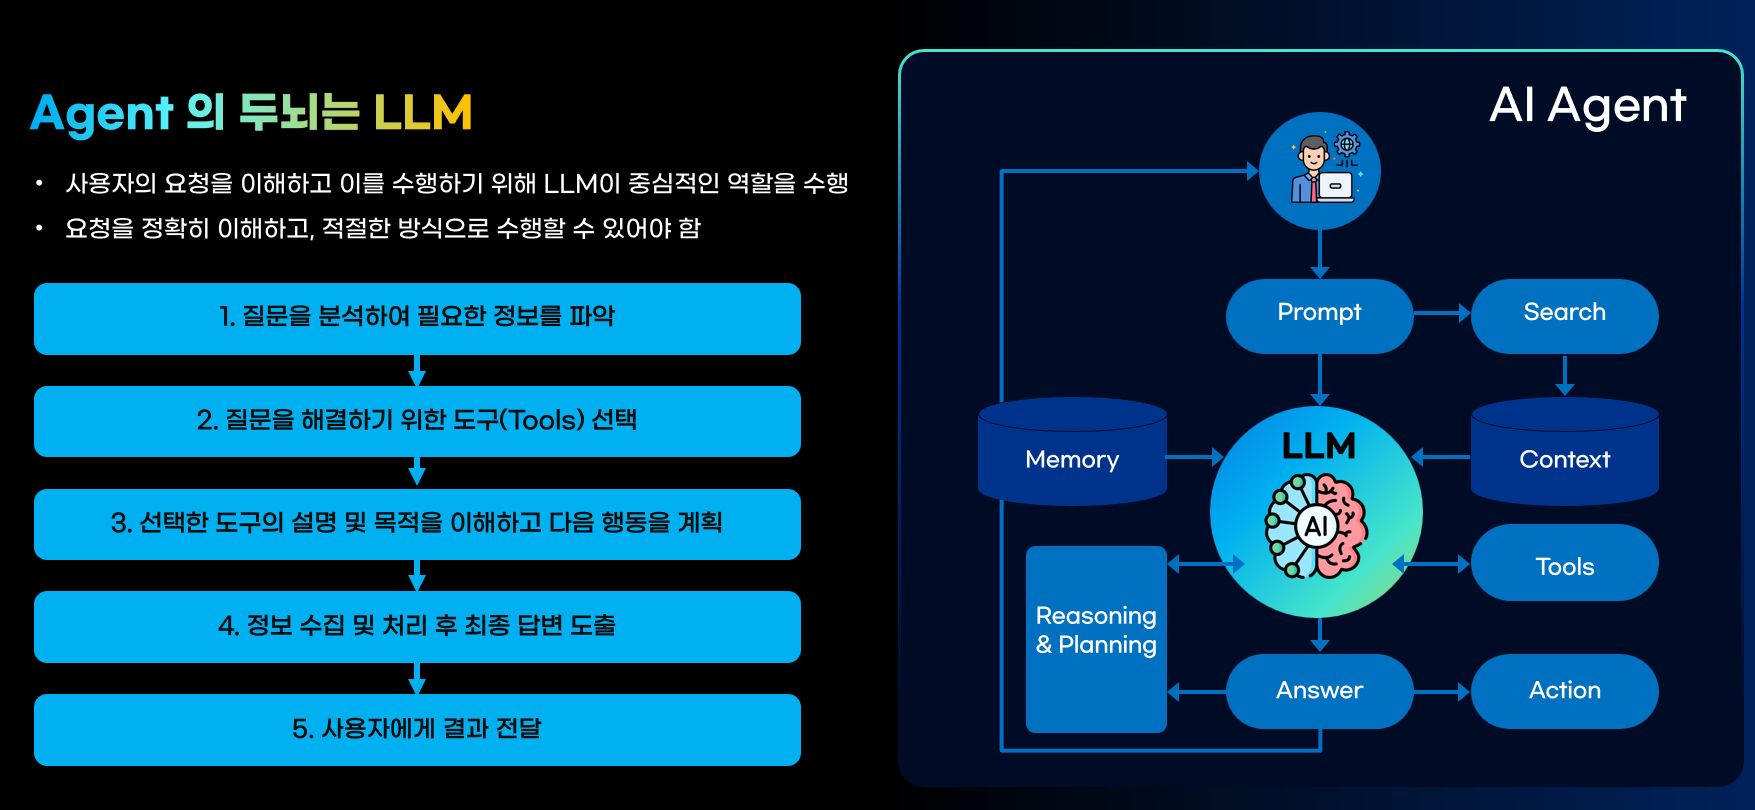 Agent 의 두뇌는 LLM
• 사용자의 요청을 이해하고 이를 수행하기 위해 LLM이 중심적인 역할을 수행
• 요청을 정확히 이해하고, 적절한 방식으로 수행할 수 있어야 함
1. 질문을 분석하여 필요한 정보를 파악
2. 질문을 해결하기 위한 도구(Tools) 선택
3. 선택한 도구의 설명 및 목적을 이해하고 다음 행동을 계획
4. 정보 수집 및 처리 후 최종 답변 도출
5. 사용자에게 결과 전달
AI Agent
Prompt
Search
Memory
LLM
AI
Context
Tools
Reasoning
& Planning
Answer
Action